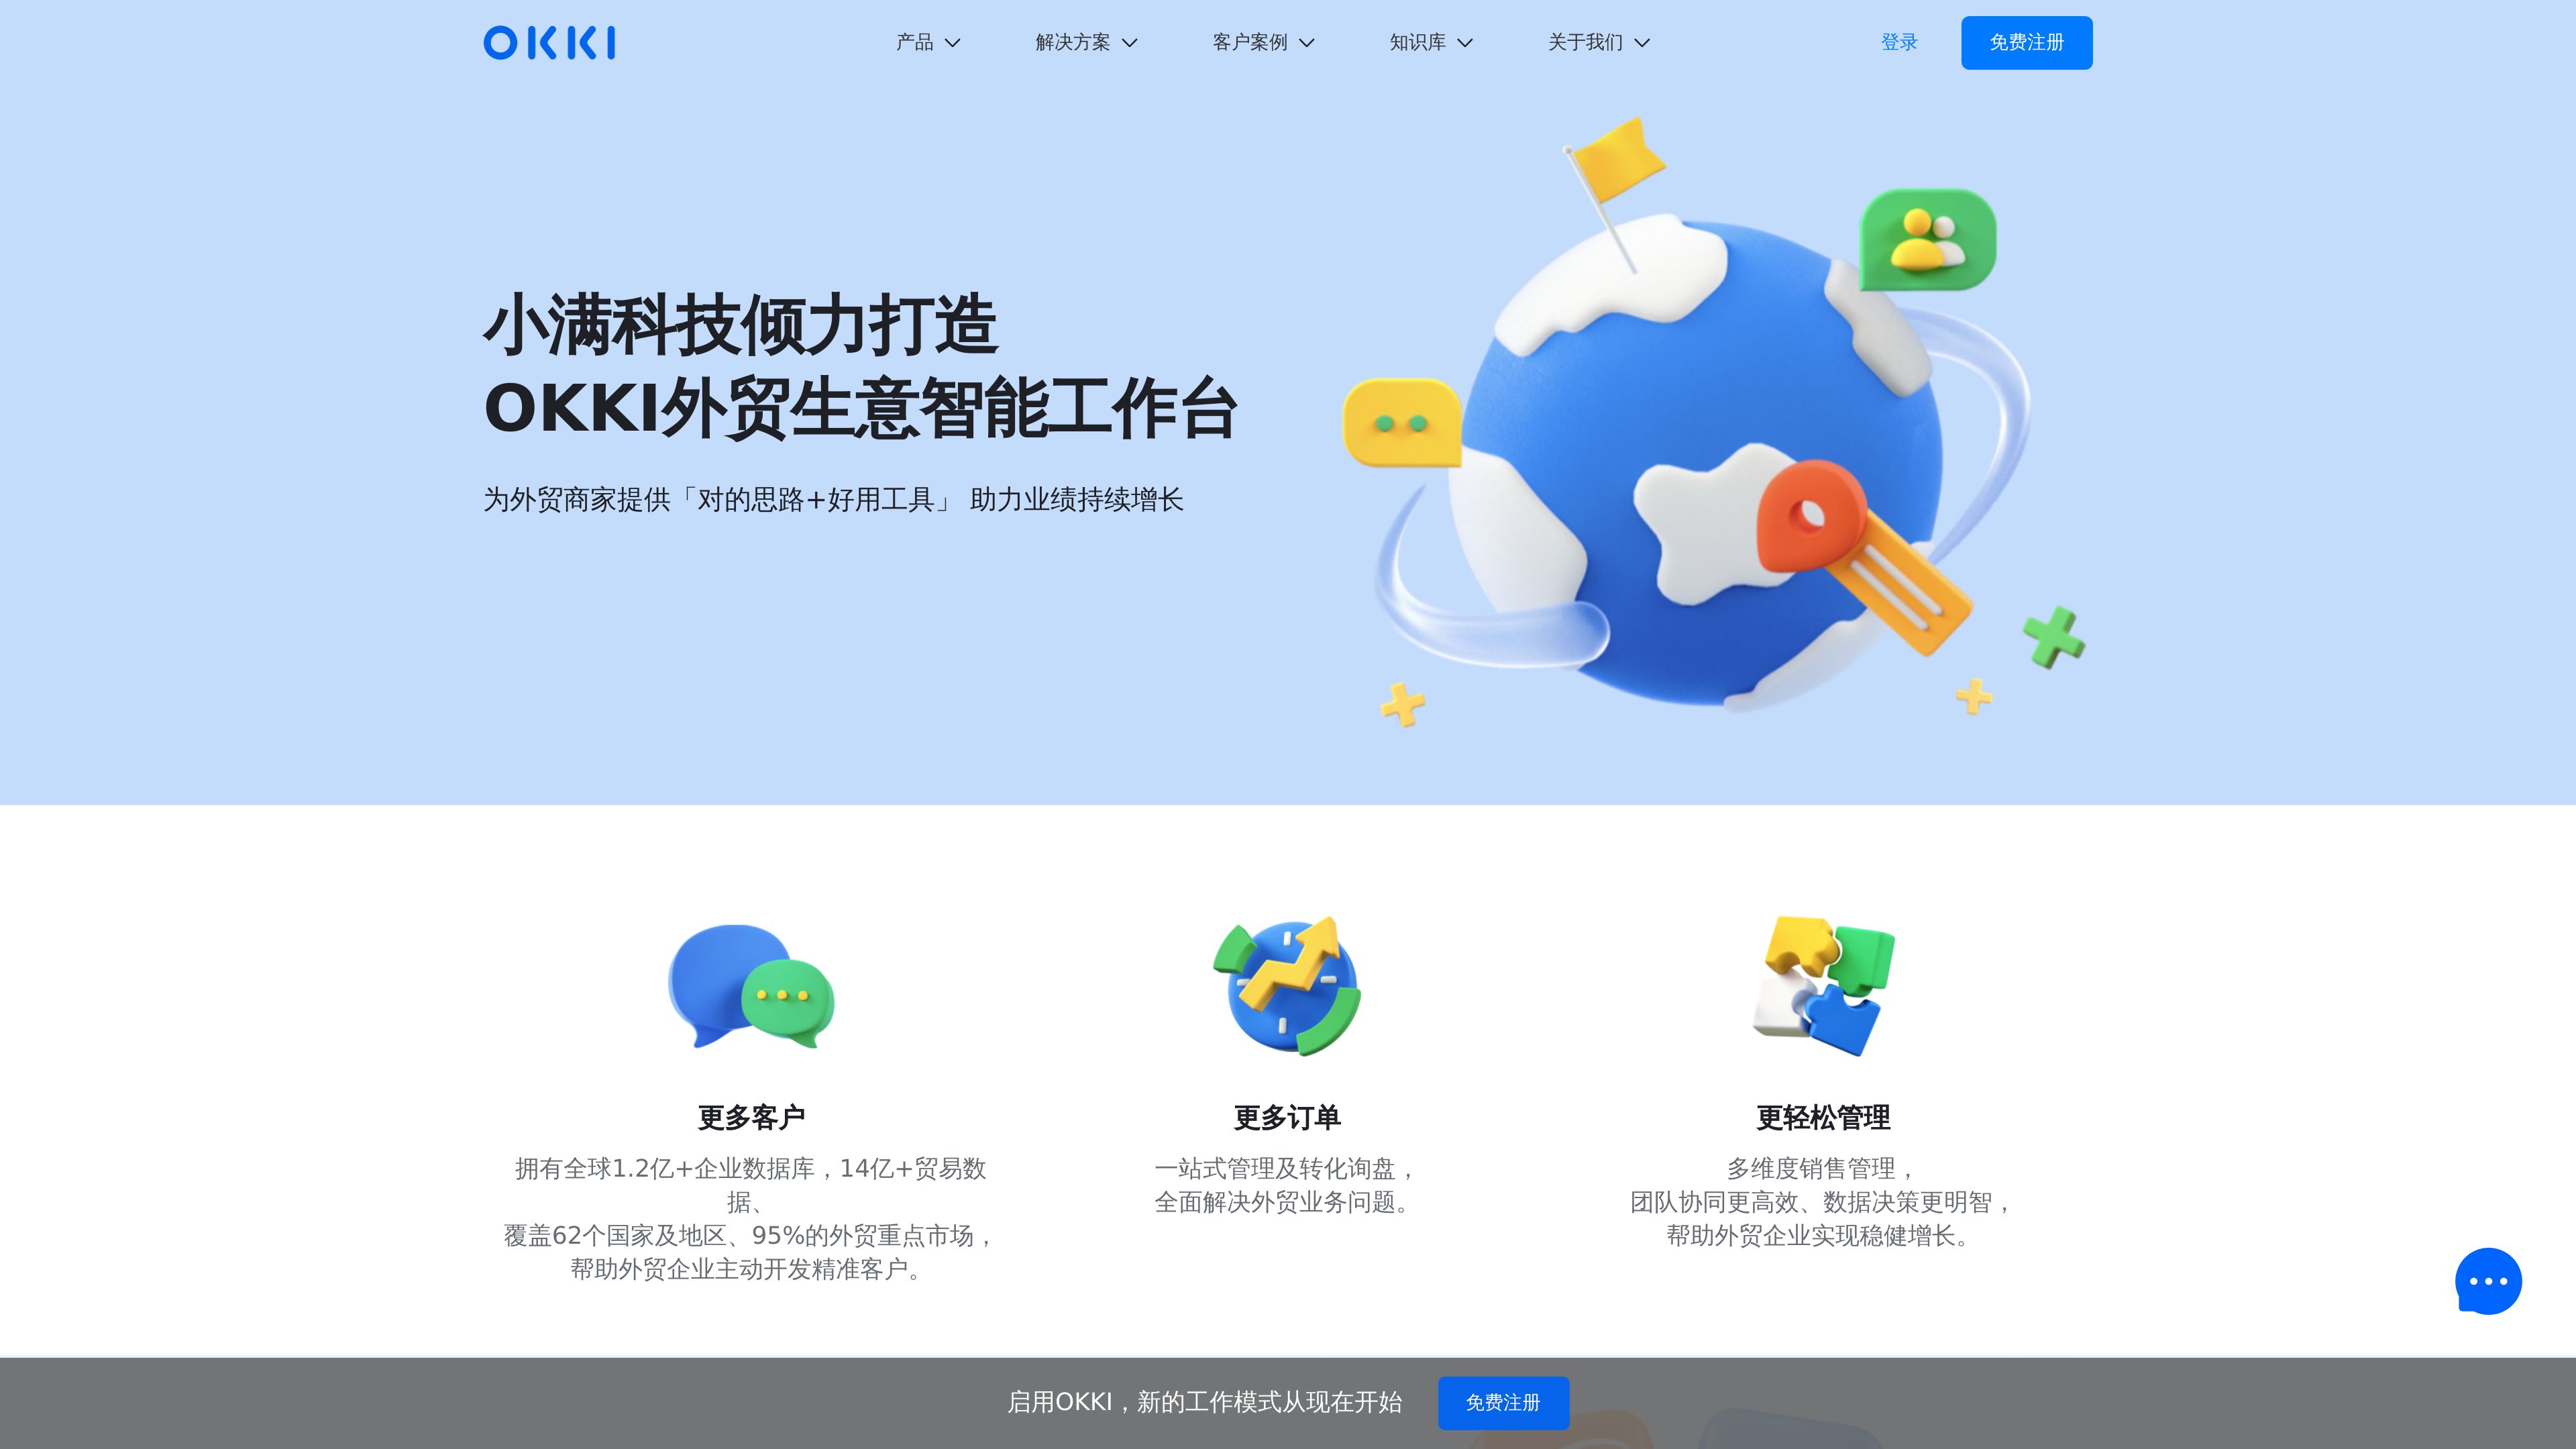 OKKI
产品
解决方案
客户案例
知识库
关于我们
登录
免费注册
小满科技倾力打造
OKKI外贸生意智能工作台
为外贸商家提供「对的思路+好用工具」 助力业绩持续增长
更多客户
拥有全球1.2亿+企业数据库，14亿+贸易数
据、
覆盖62个国家及地区、95%的外贸重点市场，
帮助外贸企业主动开发精准客户。
更多订单
一站式管理及转化询盘，
全面解决外贸业务问题。
更轻松管理
多维度销售管理，
团队协同更高效、数据决策更明智，
帮助外贸企业实现稳健增长。
启用OKKI，新的工作模式从现在开始
免费注册